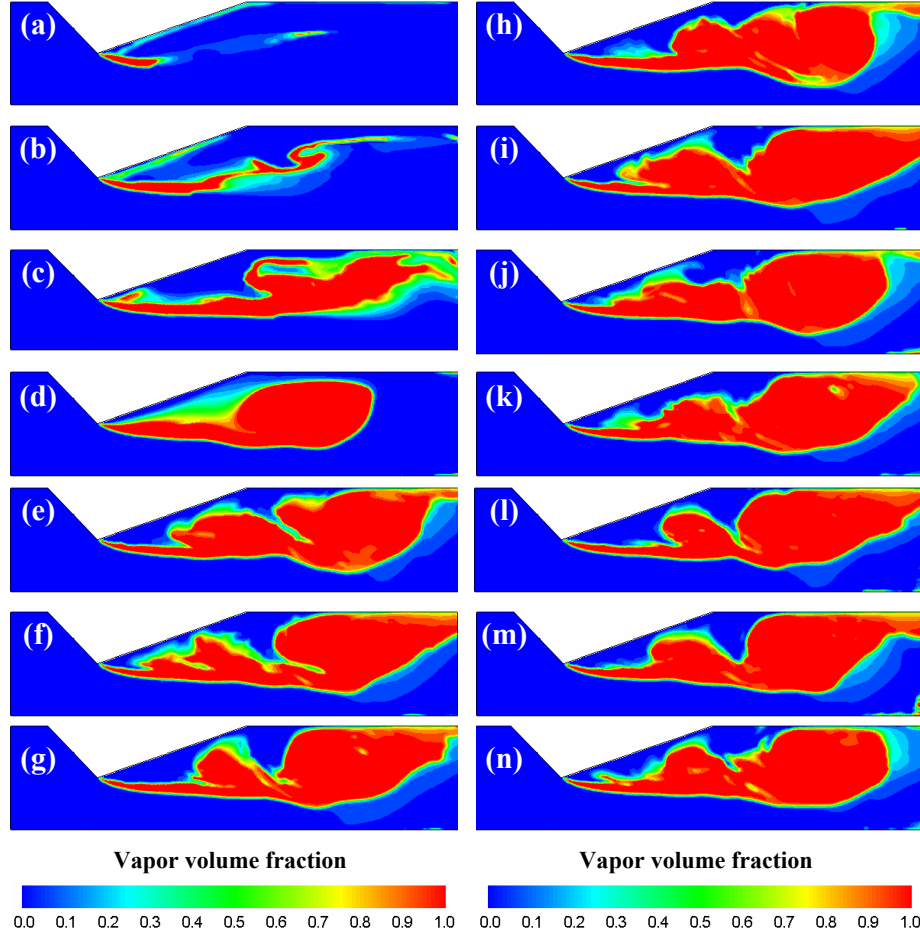 (a)
(b)
(c)
(d)
(e)
(f)
(g)
Vapor volume fraction
0.0 0.1 0.2 0.3 0.4 0.5 0.6 0.7 0.8 0.9 1.0
(h)
(i)
(j)
(k)
(l)
(m)
(n)
Vapor volume fraction
0.0 0.1 0.2 0.3 0.4 0.5 0.6 0.7 0.8 0.9 1.0